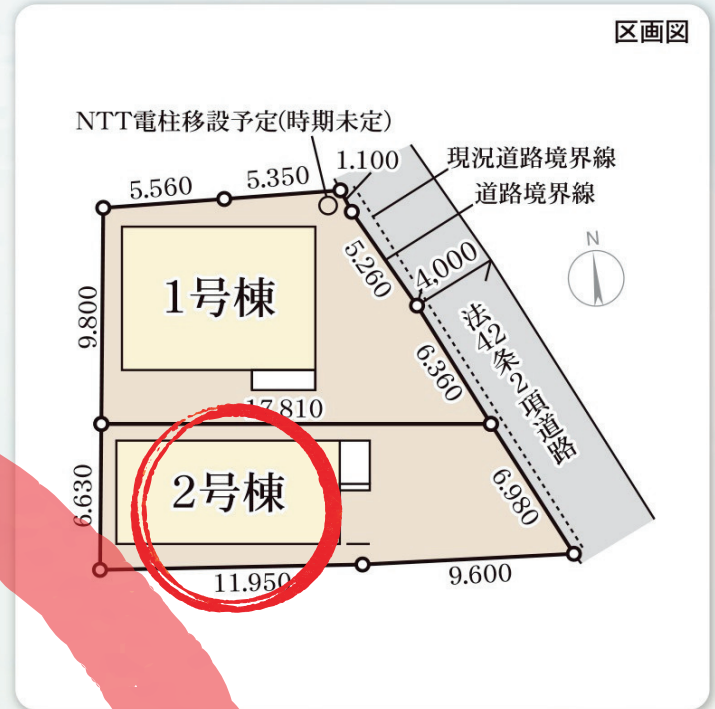 区画図
NTT電柱移設予定(時期未定)
1.100
現況道路境界線
道路境界線
5.560
5.350
N
5.260
4,000
1号棟
9.800
法42条2項道路
6.360
17.810
2号棟
6.630
6.980
11.950
9.600